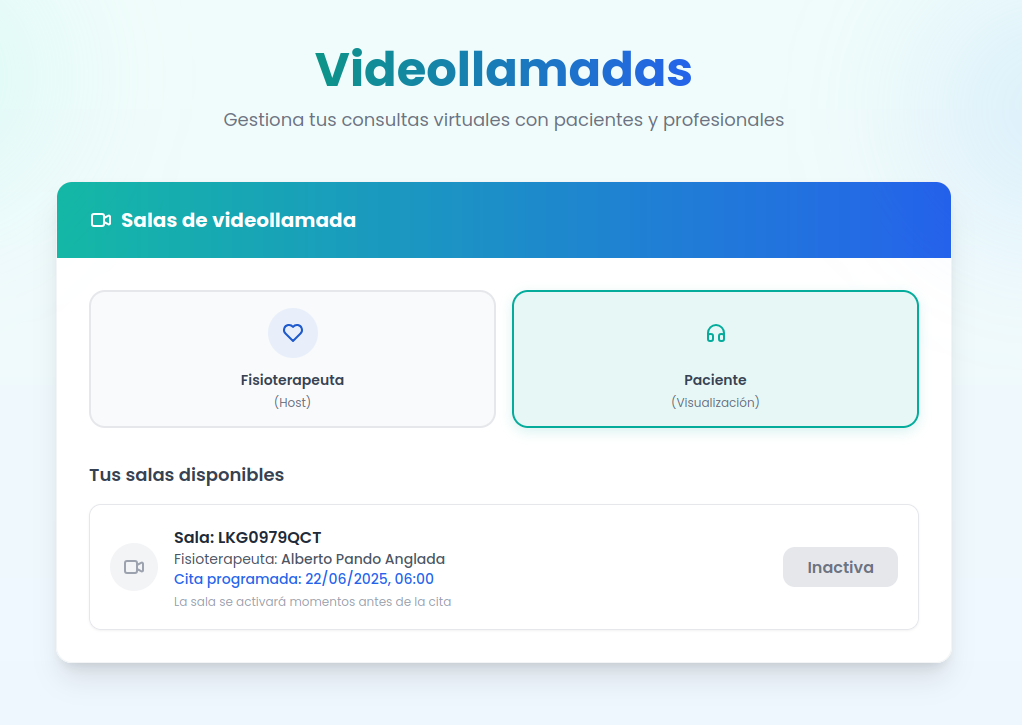 Videollamadas
Gestiona tus consultas virtuales con pacientes y profesionales
Salas de videollamada
Fisioterapeuta
(Host)
Paciente
(Visualización)
Tus salas disponibles
Sala: LKG0979QCT
Fisioterapeuta: Alberto Pando Anglada
Cita programada: 22/06/2025, 06:00
La sala se activará momentos antes de la cita
Inactiva